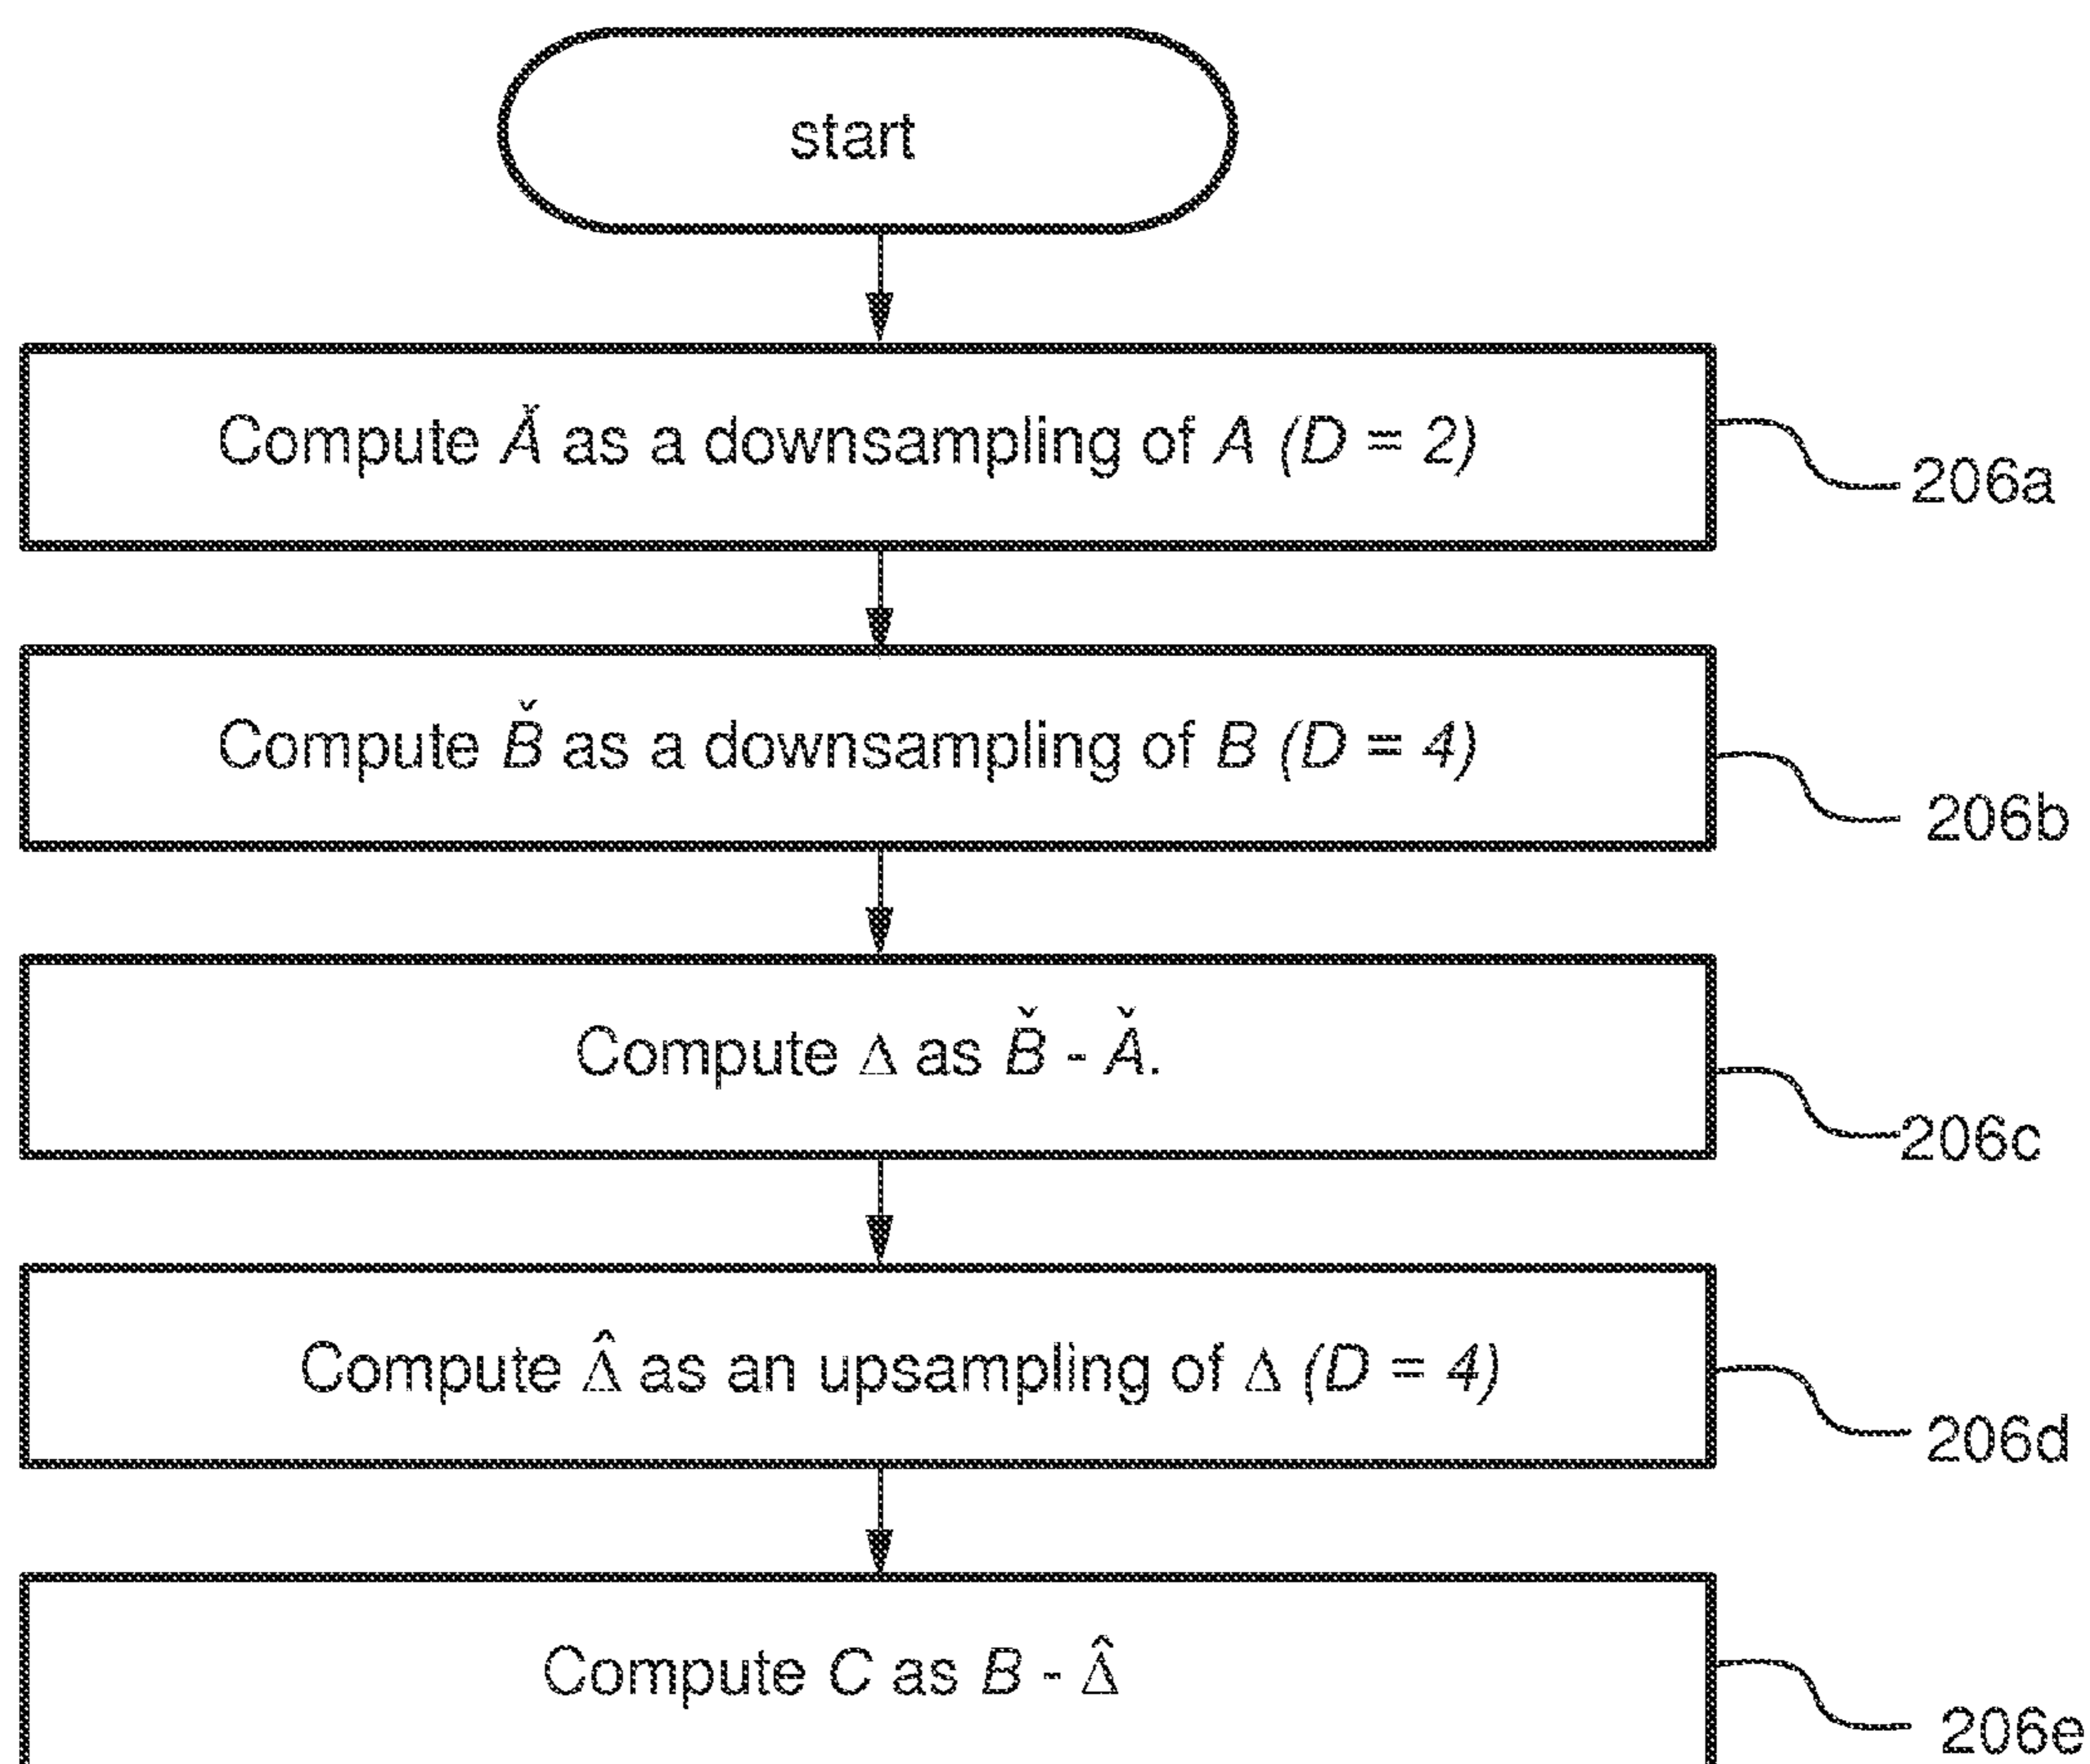 start
Compute Ǎ as a downsampling of A (D = 2)
206a
Compute B̌ as a downsampling of B (D = 4)
206b
Compute Δ as B̌ - Ǎ.
206c
Compute Δ̂ as an upsampling of Δ (D = 4)
206d
Compute C as B - Δ̂
206e